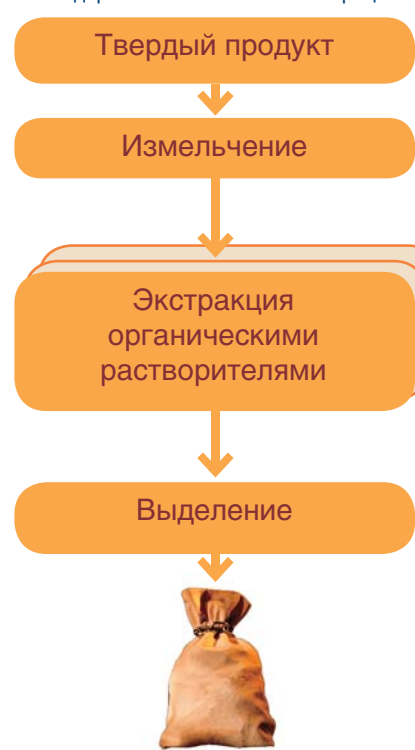 Твердый продукт
Измельчение
Экстракция
органическими
растворителями
Выделение